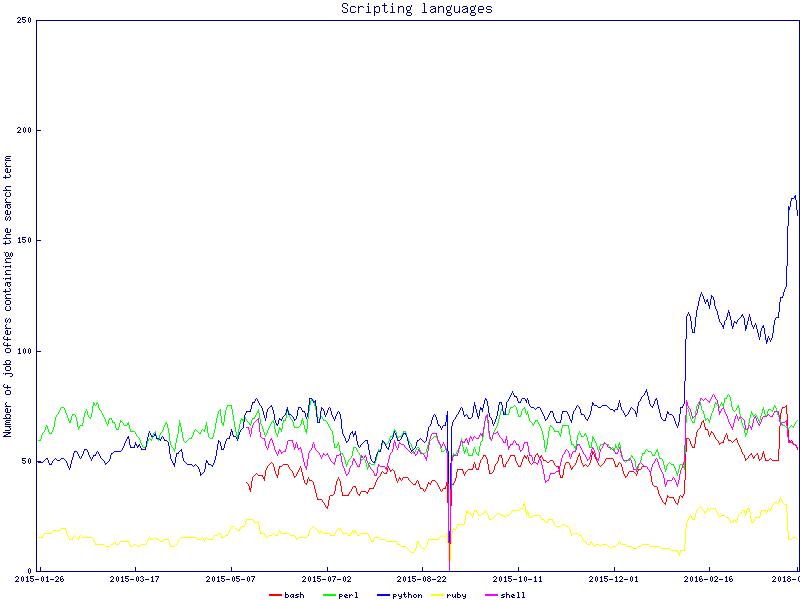 Scripting languages
Number of job offers containing the search term
250
200
150
100
50
0
2015-01-26 2015-03-17 2015-05-07 2015-07-02 2015-08-22 2015-10-11 2015-12-01 2016-02-16 2018-0
bash perl python ruby shell